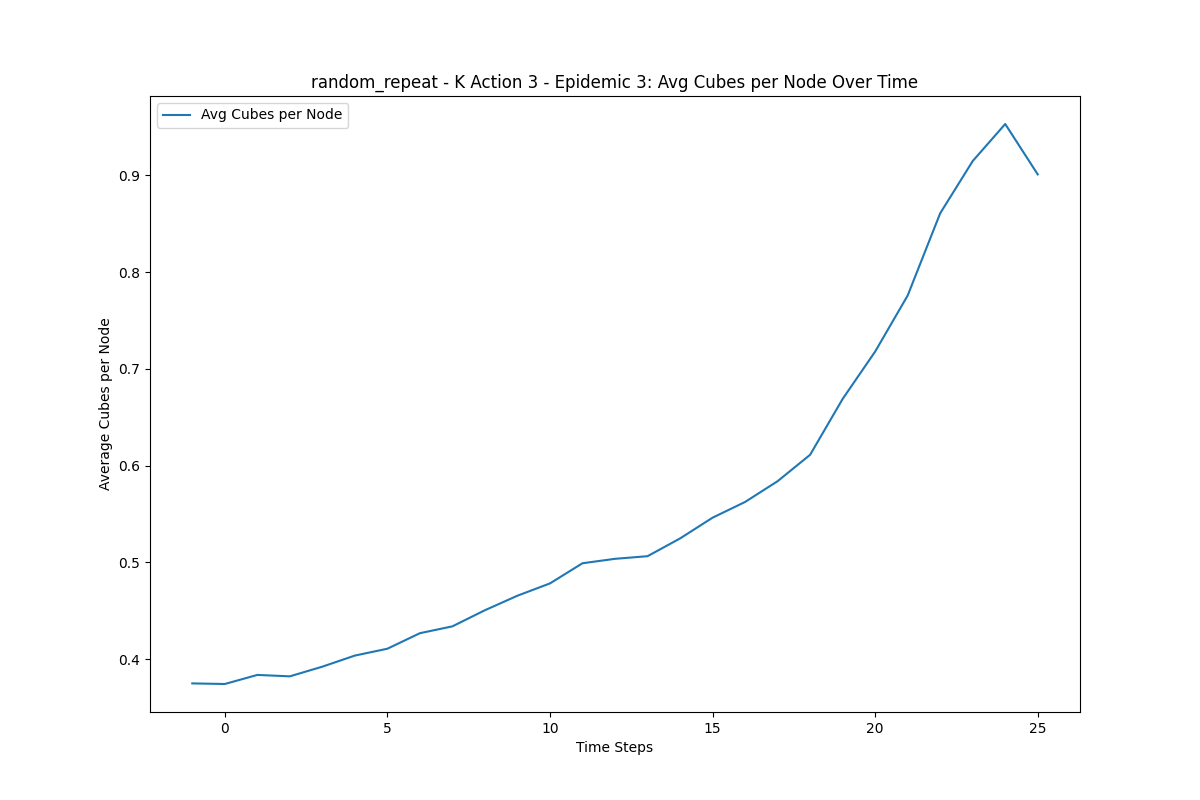 random_repeat - K Action 3 - Epidemic 3: Avg Cubes per Node Over Time
Avg Cubes per Node
0.9
0.8
0.7
0.6
0.5
0.4
Average Cubes per Node
0 5 10 15 20 25
Time Steps